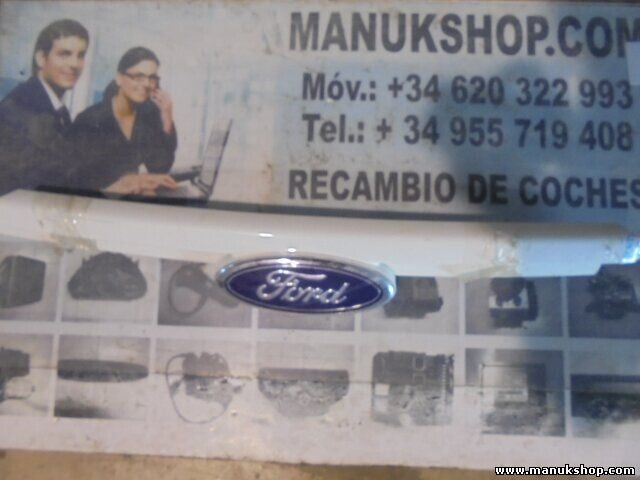 MANUKSHOP.COM
Móv.: +34 620 322 993
Tel.: + 34 955 719 408
RECAMBIO DE COCHES
Ford
www.manukshop.com